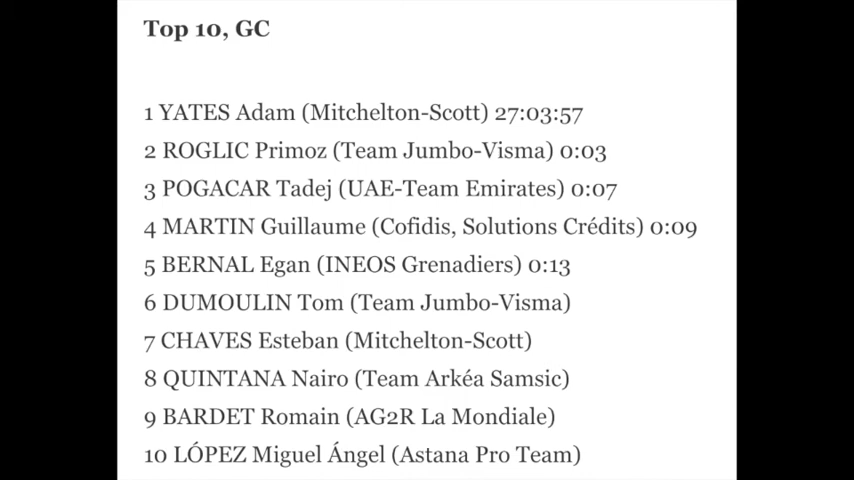 Top 10, GC
1 YATES Adam (Mitchelton-Scott) 27:03:57
2 ROGLIC Primoz (Team Jumbo-Visma) 0:03
3 POGACAR Tadej (UAE-Team Emirates) 0:07
4 MARTIN Guillaume (Cofidis, Solutions Crédits) 0:09
5 BERNAL Egan (INEOS Grenadiers) 0:13
6 DUMOULIN Tom (Team Jumbo-Visma)
7 CHAVES Esteban (Mitchelton-Scott)
8 QUINTANA Nairo (Team Arkéa Samsic)
9 BARDET Romain (AG2R La Mondiale)
10 LÓPEZ Miguel Ángel (Astana Pro Team)